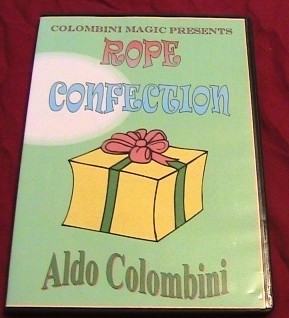 COLOMBINI MAGIC PRESENTS
ROPE
CONFECTION
Aldo Colombini